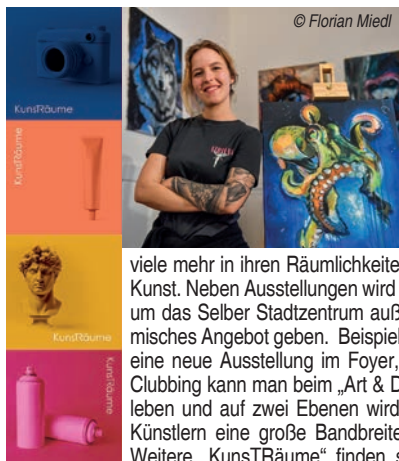 © Florian Miedl
KunsTRäume
KunsTRäume
KunsTRäume
KunsTRäume
viele mehr in ihren Räumlichkeite
Kunst. Neben Ausstellungen wird
um das Selber Stadtzentrum auß
misches Angebot geben. Beispiel
eine neue Ausstellung im Foyer,
Clubbing kann man beim „Art & D
leben und auf zwei Ebenen wird
Künstlern eine große Bandbreite
Weitere „KunsTRäume“ finden s